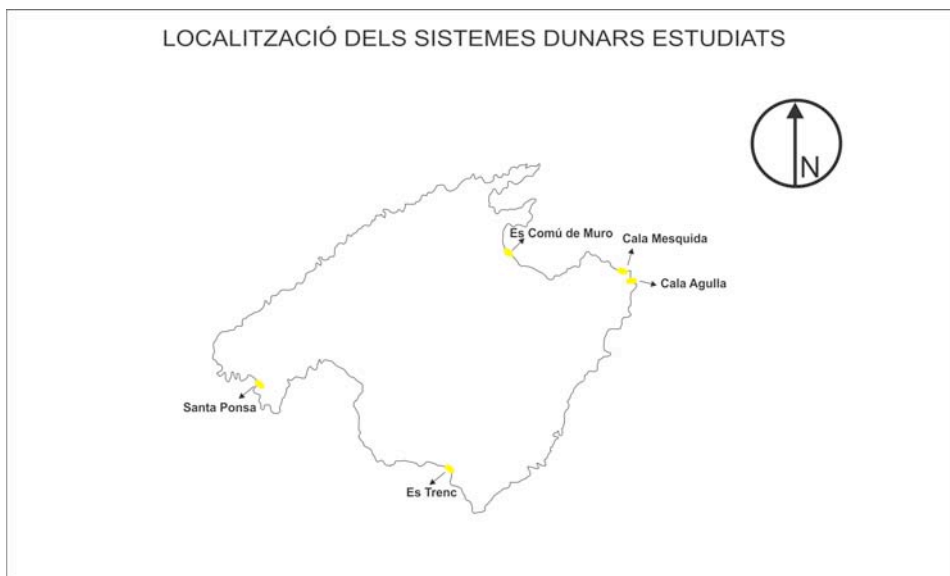 LOCALITZACIÓ DELS SISTEMES DUNARS ESTUDIATS
N
Es Comú de Muro
Cala Mesquida
Cala Agulla
Santa Ponsa
Es Trenc